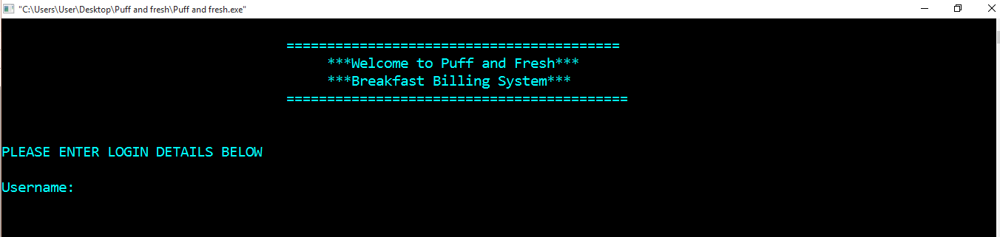 "C:\Users\User\Desktop\Puff and fresh\Puff and fresh.exe"
=========================================
***Welcome to Puff and Fresh***
***Breakfast Billing System***
==========================================
PLEASE ENTER LOGIN DETAILS BELOW
Username: